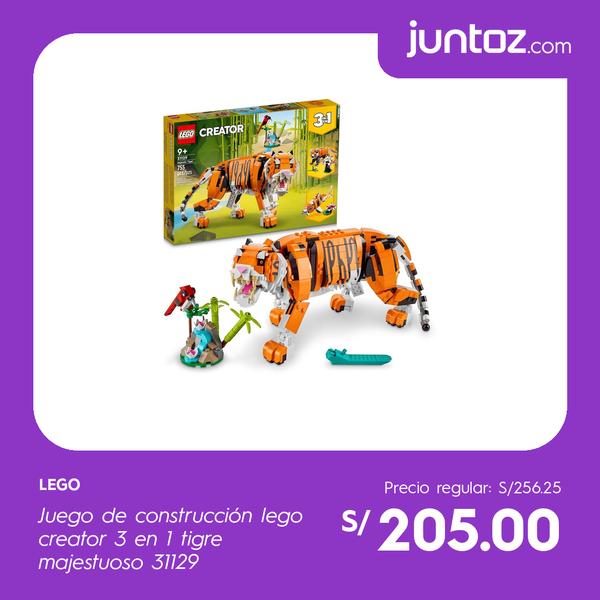 juntoz.com
LEGO
CREATOR
3in1
9+
755
LEGO
Juego de construcción lego
creator 3 en 1 tigre
majestuoso 31129
Precio regular: S/256.25
S/ 205.00